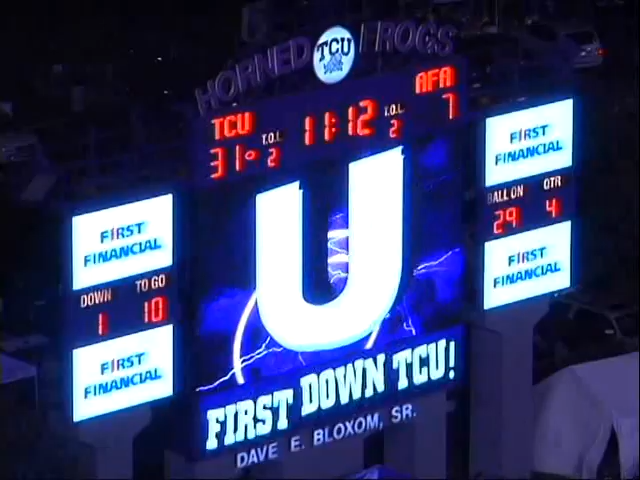 HORNED TCU FROGS
TCU 11:12 AFA
31 T.O.L 2 T.O.L 2 7
FIRST FINANCIAL
BALL ON QTR
29 4
FIRST FINANCIAL
FIRST FINANCIAL
DOWN TO GO
1 10
FIRST FINANCIAL
U
FIRST DOWN TCU!
DAVE E. BLOXOM, SR.